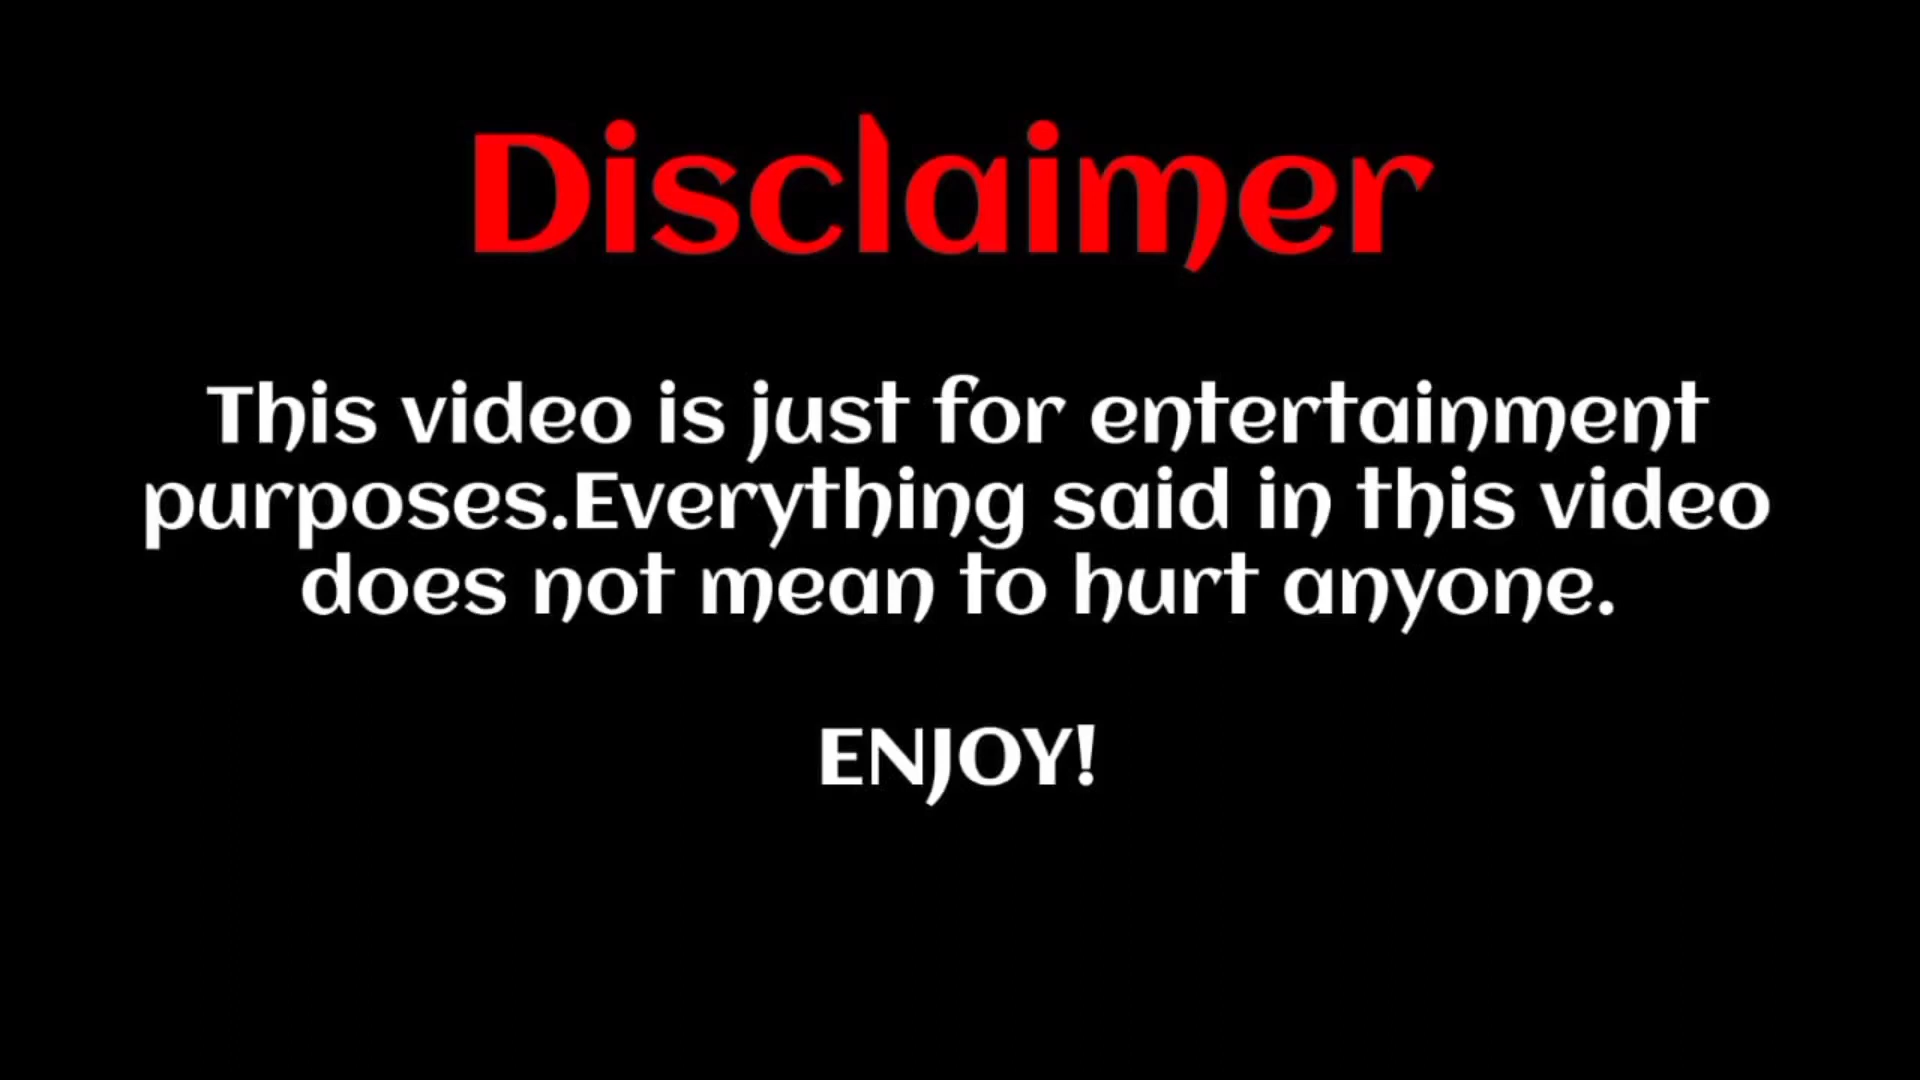 Disclaimer
This video is just for entertainment
purposes.Everything said in this video
does not mean to hurt anyone.
ENJOY!